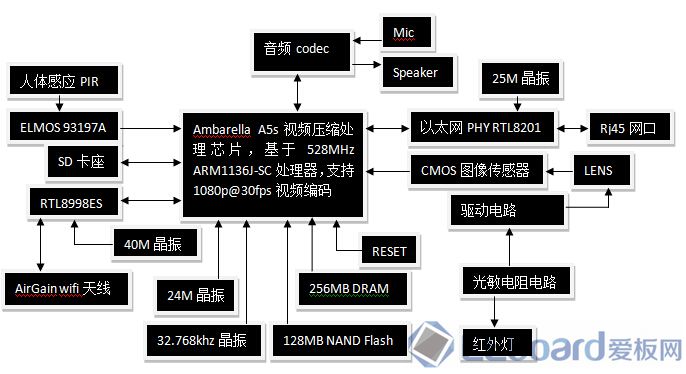 音频 codec
Mic
Speaker
人体感应 PIR
25M 晶振
ELMOS 93197A
Ambarella A5s 视频压缩处
理芯片，基于 528MHz
ARM1136J-SC 处理器,支持
1080p@30fps 视频编码
以太网 PHY RTL8201
Rj45 网口
SD 卡座
CMOS 图像传感器
LENS
RTL8998ES
驱动电路
40M 晶振
RESET
AirGain wifi 天线
24M 晶振
256MB DRAM
光敏电阻电路
32.768khz 晶振
128MB NAND Flash
红外灯
eeboard 爱板网